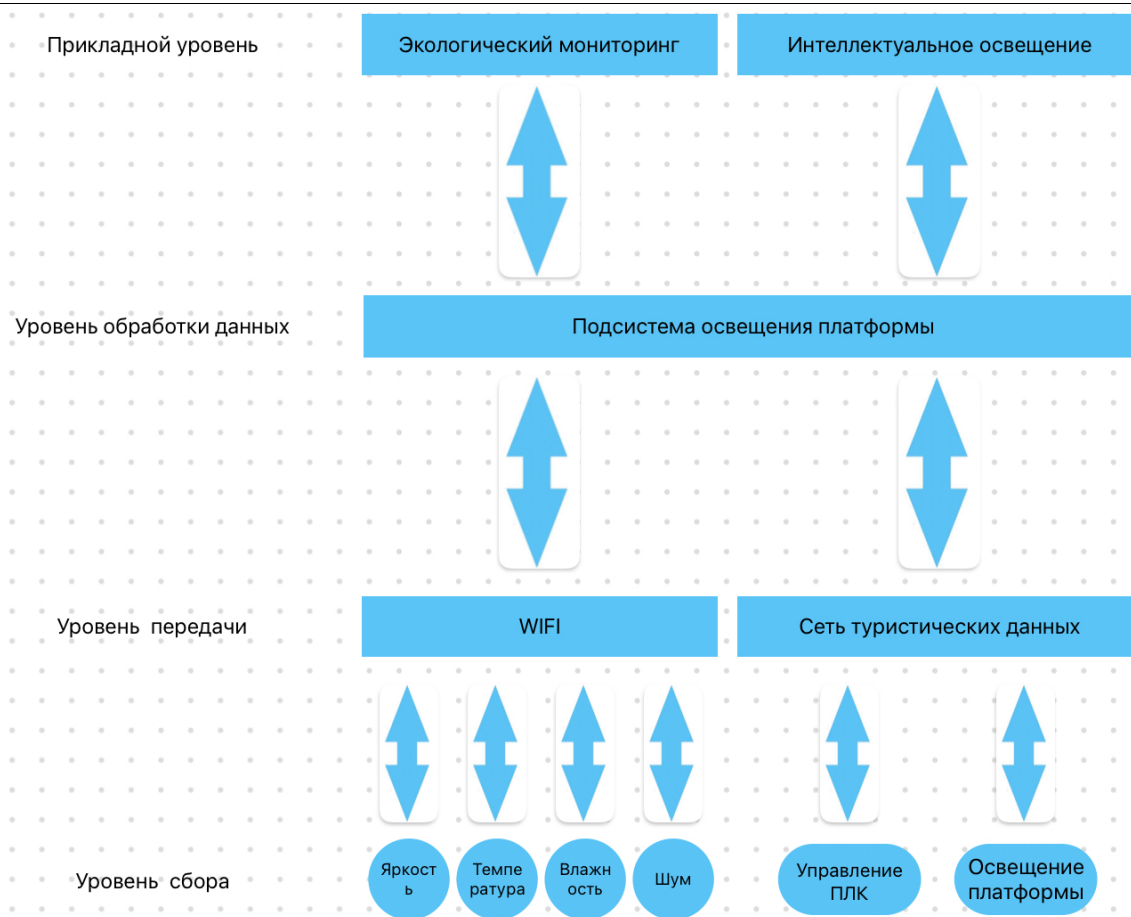 Прикладной уровень
Экологический мониторинг
Интеллектуальное освещение
Уровень обработки данных
Подсистема освещения платформы
Уровень передачи
WIFI
Сеть туристических данных
Уровень сбора
Яркост
ь
Темпе
ратура
Влажн
ость
Шум
Управление
ПЛК
Освещение
платформы